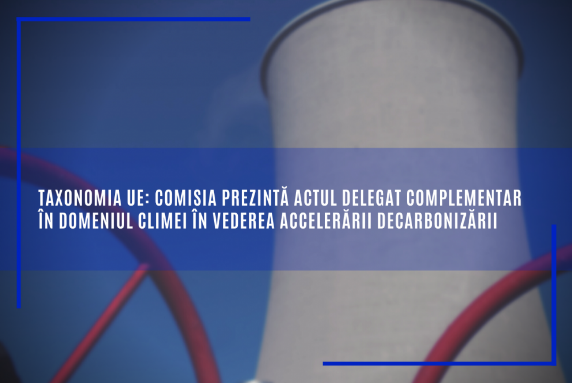 TAXONOMIA UE: COMISIA PREZINTĂ ACTUL DELEGAT COMPLEMENTAR
ÎN DOMENIUL CLIMEI ÎN VEDEREA ACCELERĂRII DECARBONIZĂRII